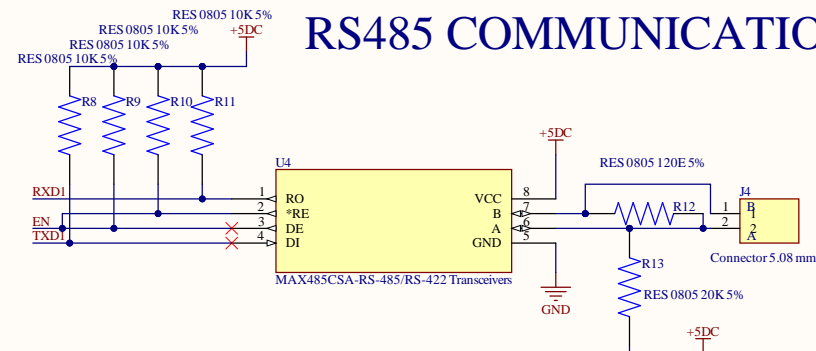 RES 0805 10K 5%
RES 0805 10K 5%
RES 0805 10K 5%
RES 0805 10K 5%
+5DC
RS485 COMMUNICATIO
R8
R9
R10
R11
+5DC
RES 0805 120E 5%
U4
RXD1
EN
TXD1
1
2
3
4
RO
*RE
DE
DI
VCC
B
A
GND
8
7
6
5
R12
J4
1
2
B
1
2
A
Connector 5.08 mm
MAX485CSA-RS-485/RS-422 Transceivers
GND
R13
RES 0805 20K 5%
+5DC